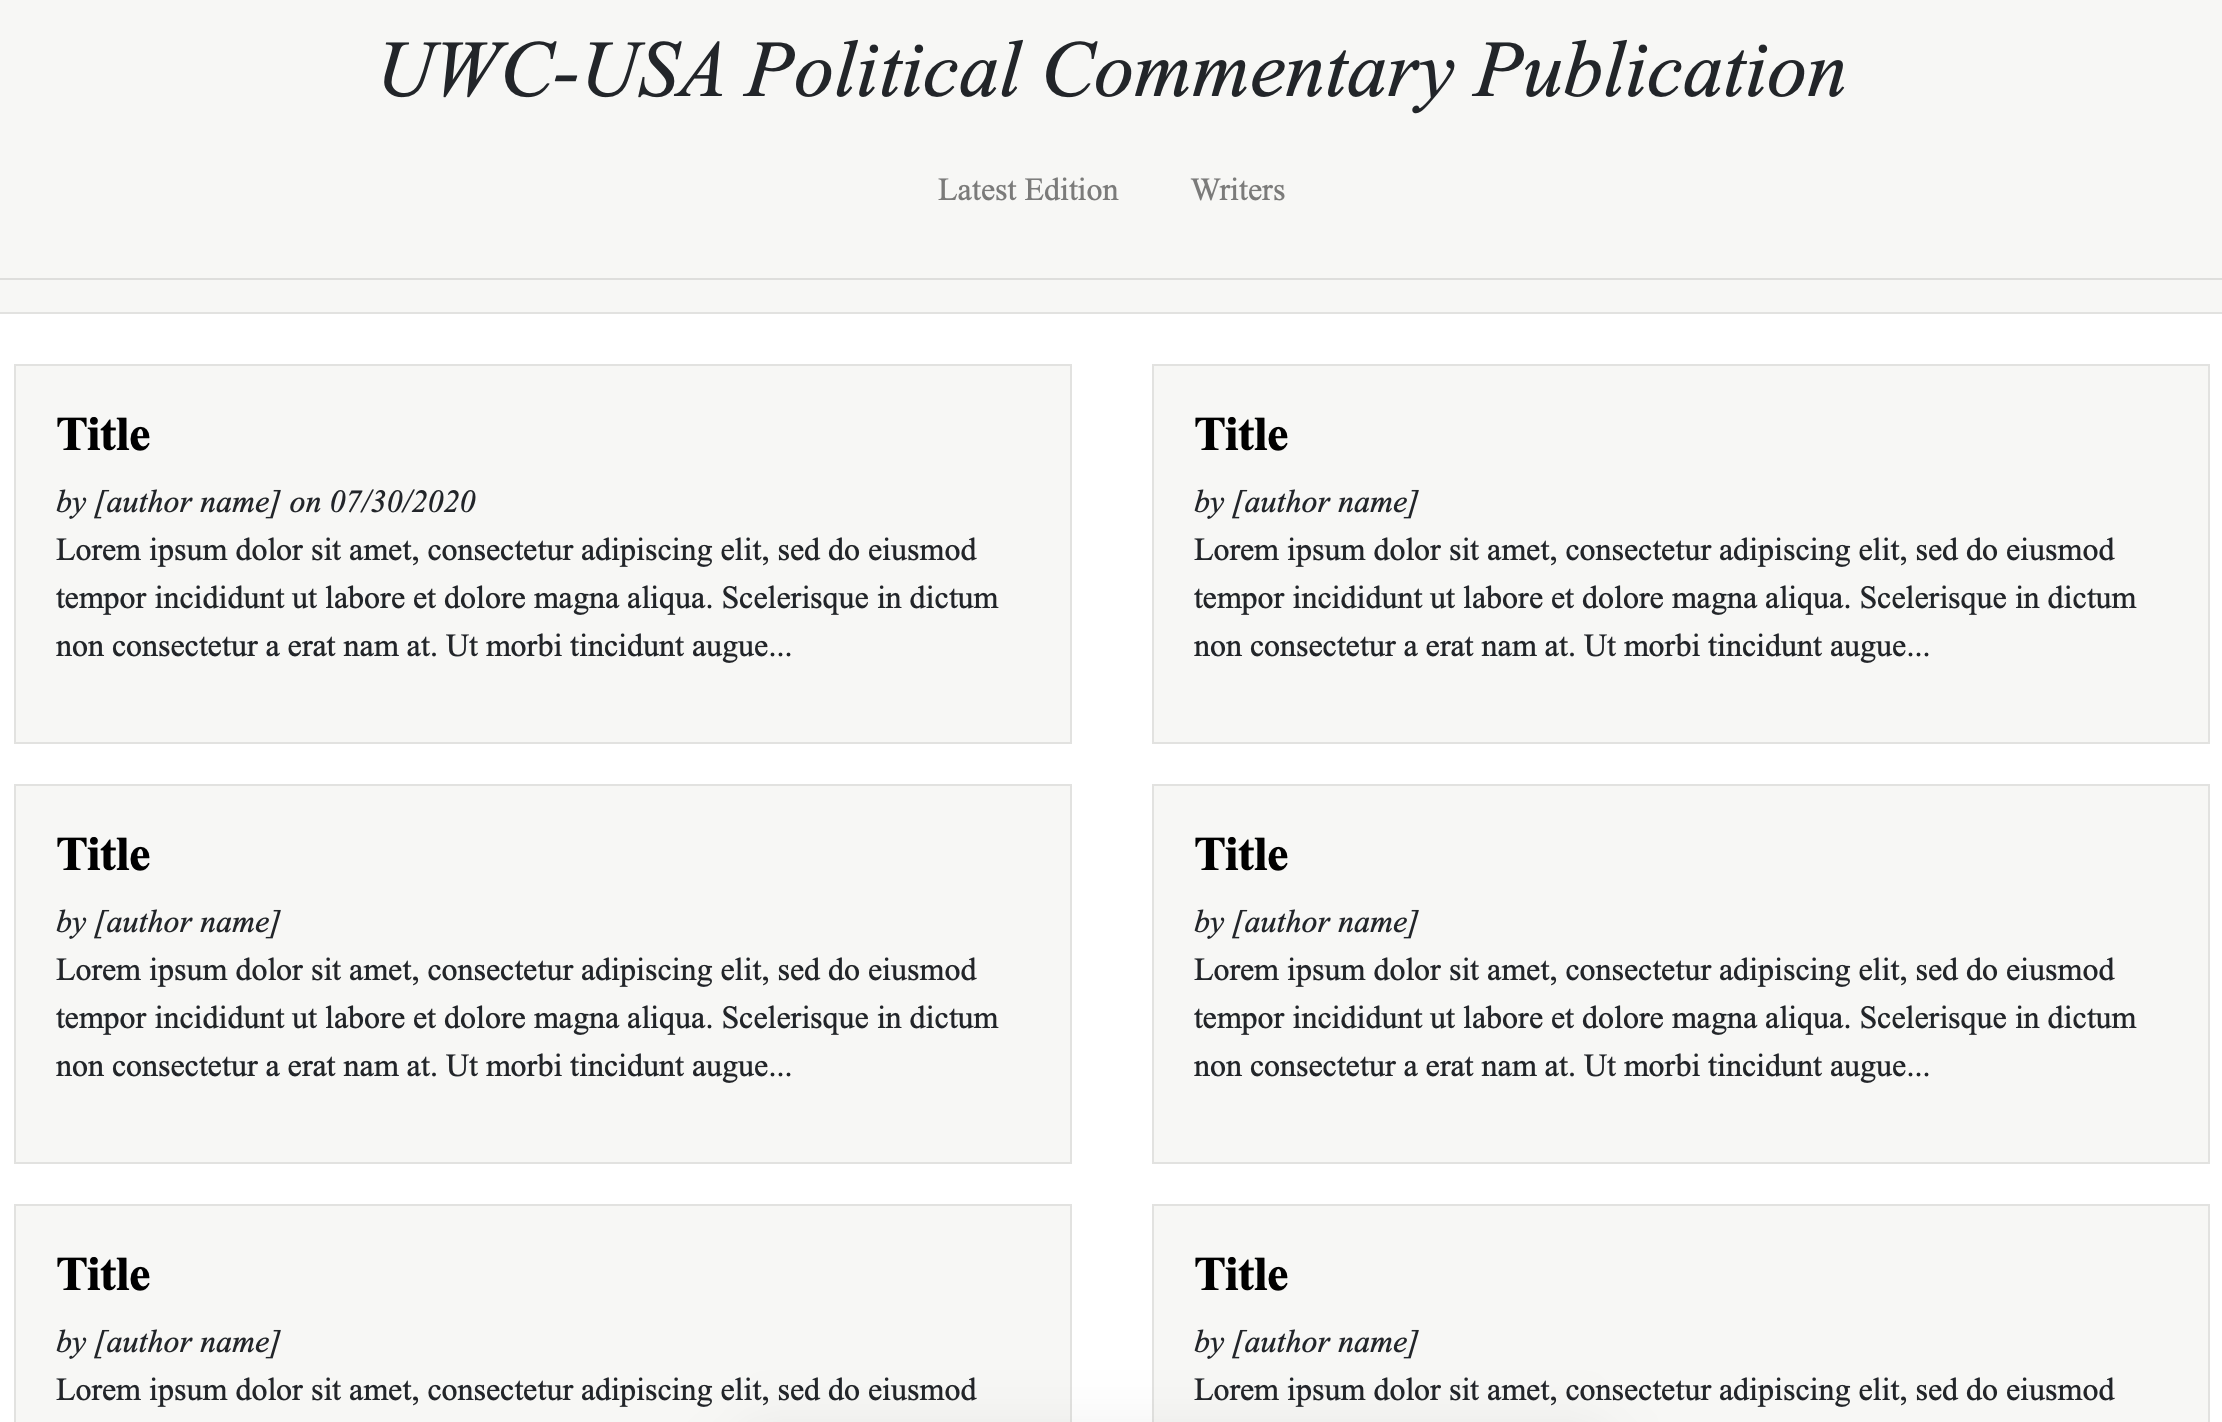 UWC-USA Political Commentary Publication
Latest Edition Writers
Title
by [author name] on 07/30/2020
Lorem ipsum dolor sit amet, consectetur adipiscing elit, sed do eiusmod
tempor incididunt ut labore et dolore magna aliqua. Scelerisque in dictum
non consectetur a erat nam at. Ut morbi tincidunt augue...
Title
by [author name]
Lorem ipsum dolor sit amet, consectetur adipiscing elit, sed do eiusmod
tempor incididunt ut labore et dolore magna aliqua. Scelerisque in dictum
non consectetur a erat nam at. Ut morbi tincidunt augue...
Title
by [author name]
Lorem ipsum dolor sit amet, consectetur adipiscing elit, sed do eiusmod
tempor incididunt ut labore et dolore magna aliqua. Scelerisque in dictum
non consectetur a erat nam at. Ut morbi tincidunt augue...
Title
by [author name]
Lorem ipsum dolor sit amet, consectetur adipiscing elit, sed do eiusmod
tempor incididunt ut labore et dolore magna aliqua. Scelerisque in dictum
non consectetur a erat nam at. Ut morbi tincidunt augue...
Title
by [author name]
Lorem ipsum dolor sit amet, consectetur adipiscing elit, sed do eiusmod
Title
by [author name]
Lorem ipsum dolor sit amet, consectetur adipiscing elit, sed do eiusmod